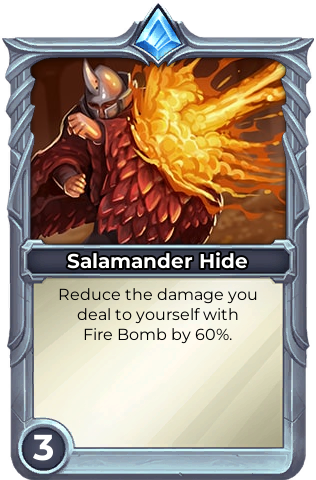 Salamander Hide
Reduce the damage you
deal to yourself with
Fire Bomb by 60%.
3